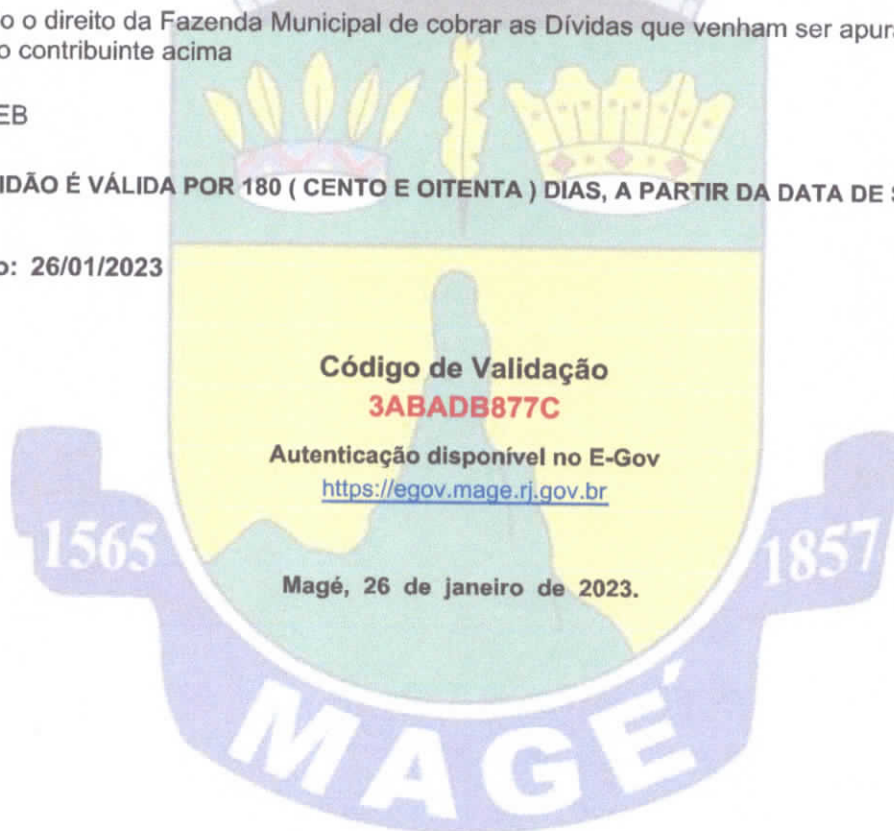 o o direito da Fazenda Municipal de cobrar as Dívidas que venham ser apur
o contribuinte acima
EB
IDÃO É VÁLIDA POR 180 ( CENTO E OITENTA ) DIAS, A PARTIR DA DATA DE
o: 26/01/2023
Código de Validação
3ABADB877C
Autenticação disponível no E-Gov
https://egov.mage.rj.gov.br
1565
1857
Magé, 26 de janeiro de 2023.
MAGÉ